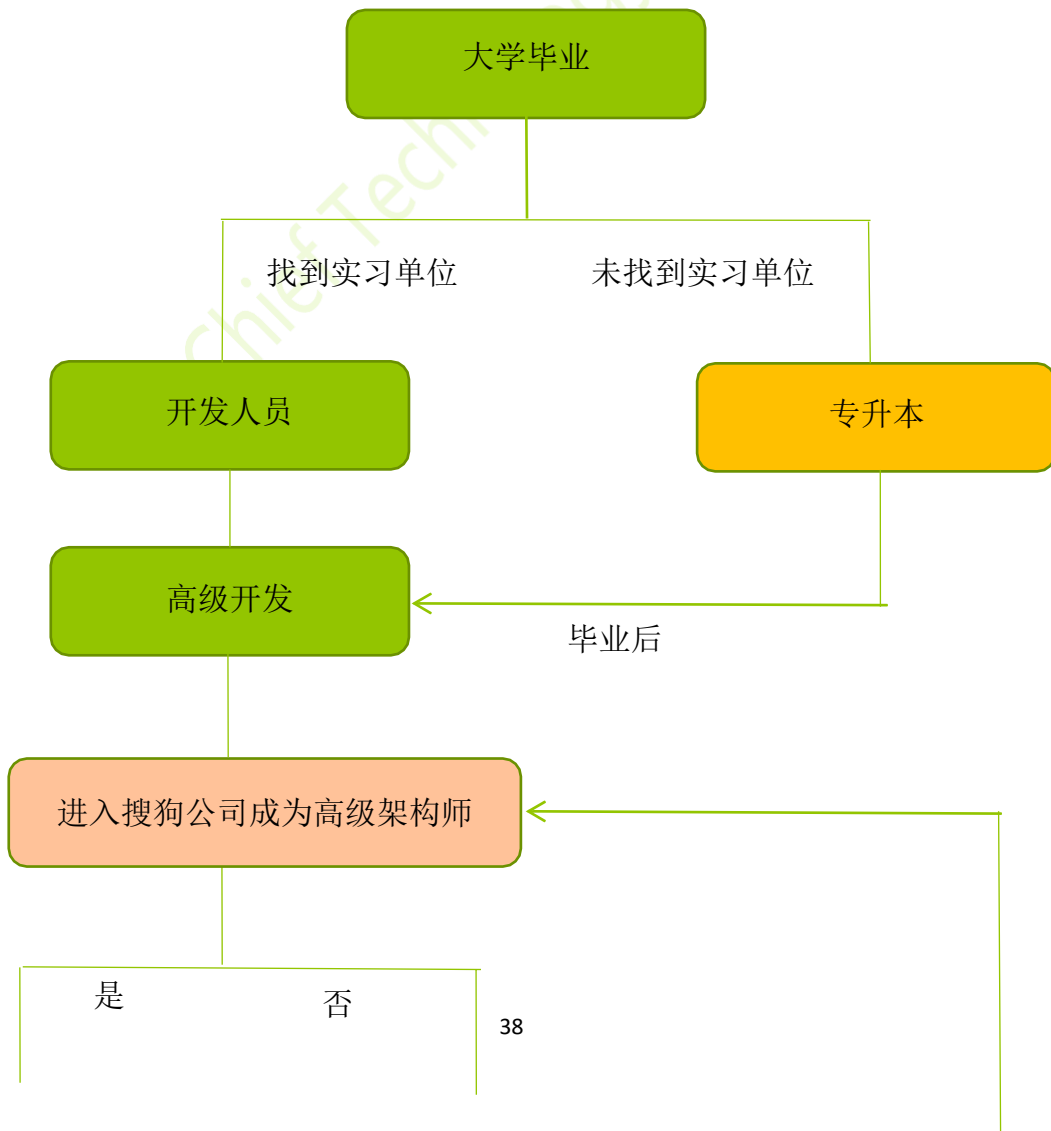 大学毕业
Chief Tech
找到实习单位
未找到实习单位
开发人员
专升本
高级开发
毕业后
进入搜狗公司成为高级架构师
是
否
38